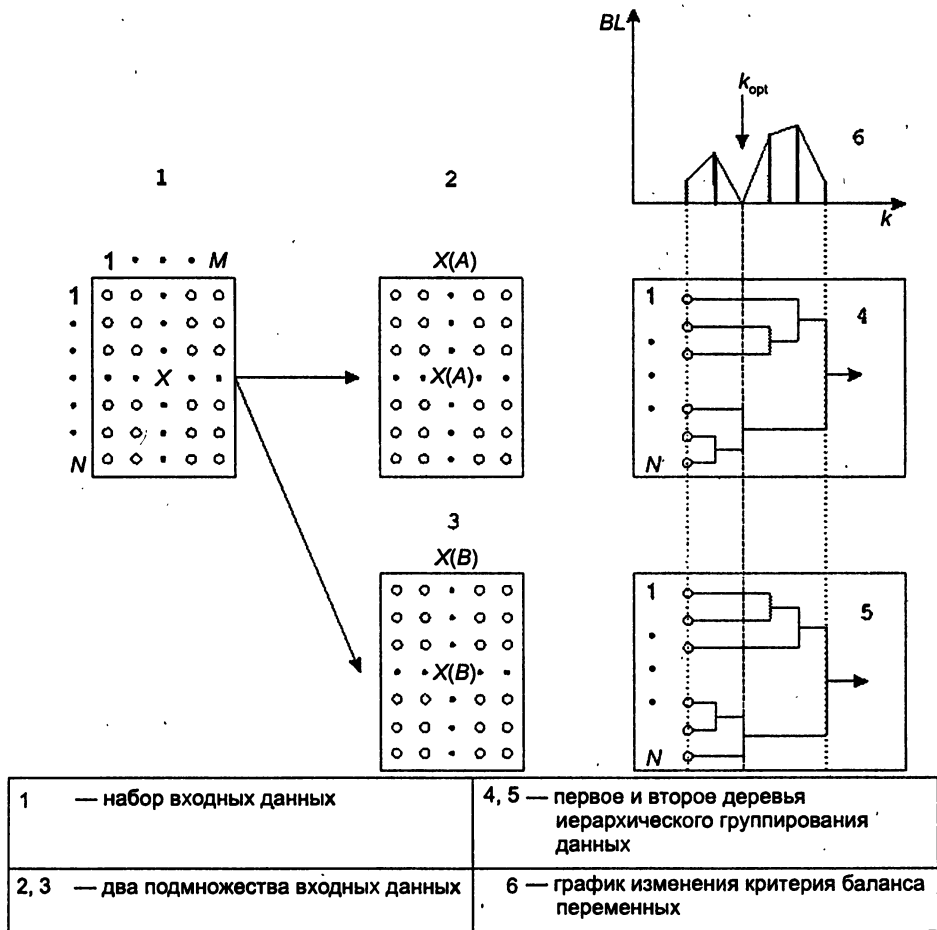 BL
k_opt
6
k
1
2
1 · · · M
X(A)
1
X
N
X(A)
1
4
N
3
X(B)
X(B)
1
5
N
1 — набор входных данных
4, 5 — первое и второе деревья
иерархического группирования
данных
2, 3 — два подмножества входных данных
6 — график изменения критерия баланса
переменных